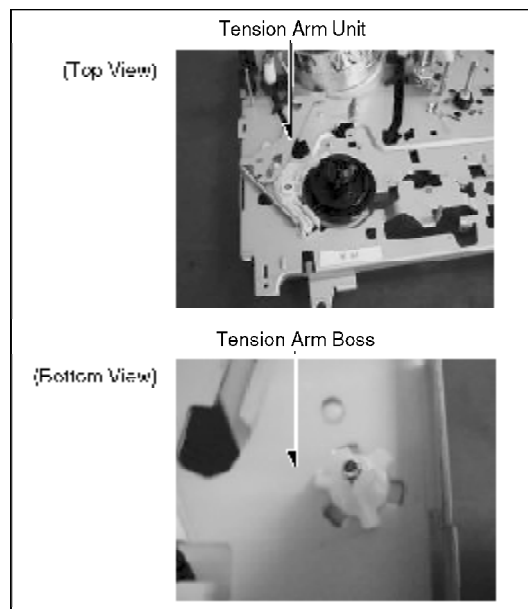 Tension Arm Unit
(Top View)
Tension Arm Boss
(Bottom View)